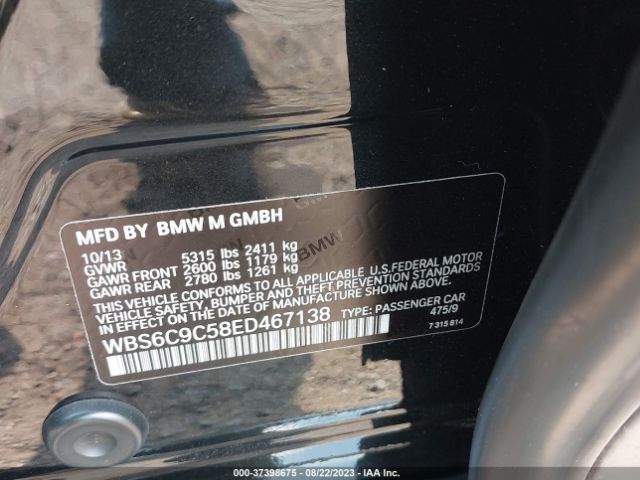 MFD BY BMW M GMBH
10/13
GVWR 5315 lbs 2411 kg
GAWR FRONT 2600 lbs 1179 kg
GAWR REAR 2780 lbs 1261 kg
THIS VEHICLE CONFORMS TO ALL APPLICABLE U.S.FEDERAL MOTOR
VEHICLE SAFETY, BUMPER AND THEFT PREVENTION STANDARDS
IN EFFECT ON THE DATE OF MANUFACTURE SHOWN ABOVE.
WBS6C9C58ED467138 TYPE: PASSENGER CAR
475/9
7 315 814
BMW
000-37398675 - 08/22/2023 - IAA Inc.